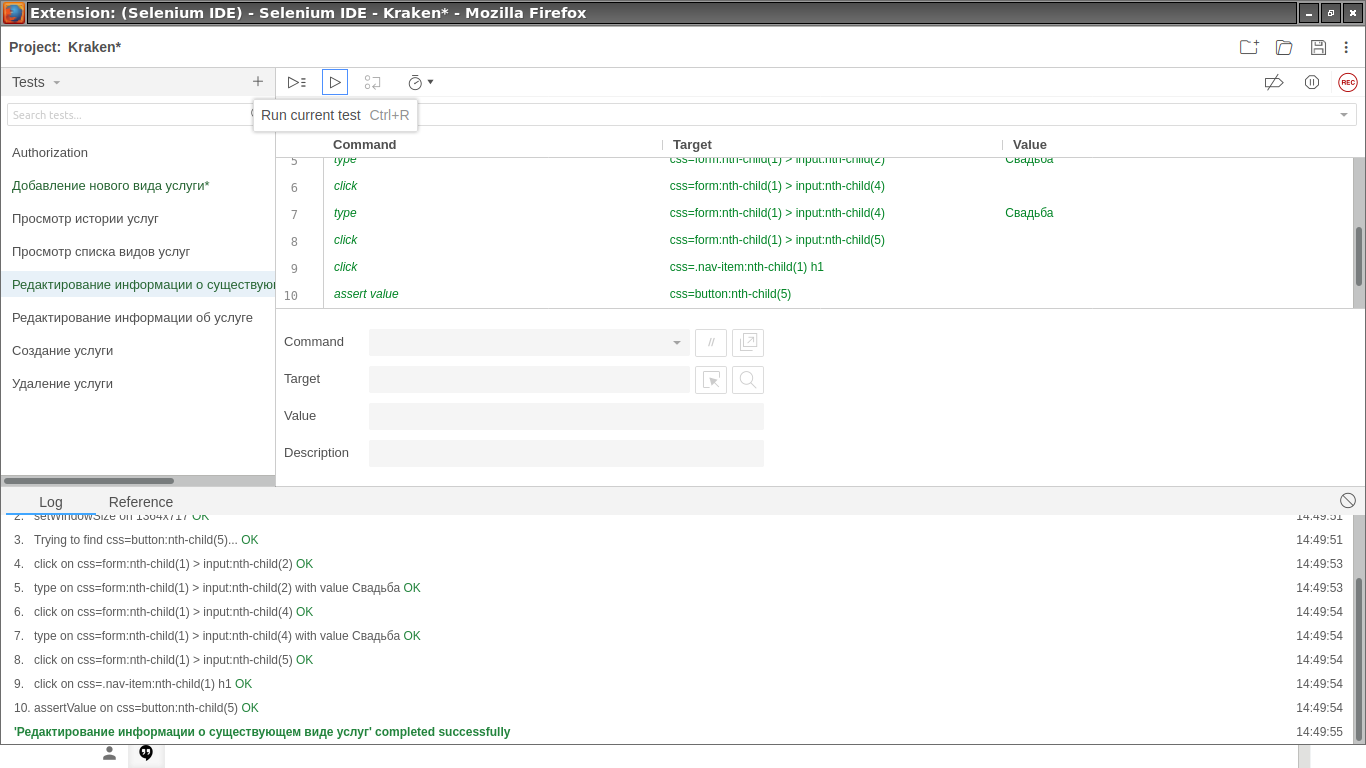 Extension: (Selenium IDE) - Selenium IDE - Kraken* - Mozilla Firefox
Project: Kraken*
Tests
REC
Search tests...
Run current test Ctrl+R
Authorization
Добавление нового вида услуги*
Просмотр истории услуг
Просмотр списка видов услуг
Редактирование информации о существую
Редактирование информации об услуге
Создание услуги
Удаление услуги
Command Target Value
5 type css=form:nth-child(1) > input:nth-child(2) Свадьба
6 click css=form:nth-child(1) > input:nth-child(4)
7 type css=form:nth-child(1) > input:nth-child(4) Свадьба
8 click css=form:nth-child(1) > input:nth-child(5)
9 click css=.nav-item:nth-child(1) h1
10 assert value css=button:nth-child(5)
Command //
Target
Value
Description
Log Reference
2. setWindowSize on 1364x717 OK 14:49:51
3. Trying to find css=button:nth-child(5)... OK 14:49:51
4. click on css=form:nth-child(1) > input:nth-child(2) OK 14:49:53
5. type on css=form:nth-child(1) > input:nth-child(2) with value Свадьба OK 14:49:53
6. click on css=form:nth-child(1) > input:nth-child(4) OK 14:49:54
7. type on css=form:nth-child(1) > input:nth-child(4) with value Свадьба OK 14:49:54
8. click on css=form:nth-child(1) > input:nth-child(5) OK 14:49:54
9. click on css=.nav-item:nth-child(1) h1 OK 14:49:54
10. assertValue on css=button:nth-child(5) OK 14:49:54
'Редактирование информации о существующем виде услуг' completed successfully 14:49:55